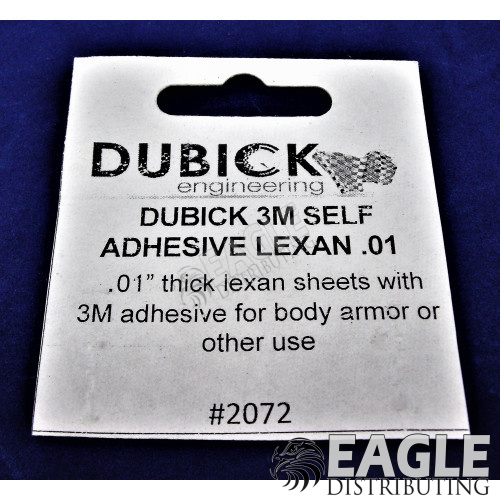 DUBICK
engineering
DUBICK 3M SELF
ADHESIVE LEXAN .01
.01” thick lexan sheets with
3M adhesive for body armor or
other use
#2072
EAGLE
DISTRIBUTING